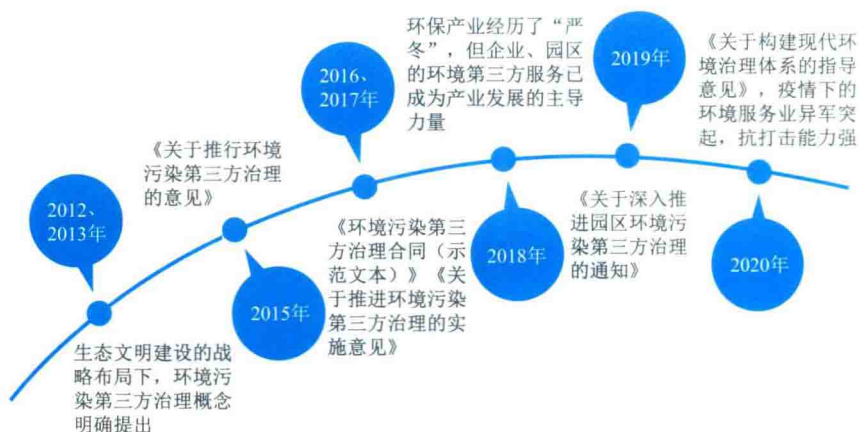 2012、
2013年
生态文明建设的战
略布局下，环境污
染第三方治理概念
明确提出
《关于推行环境
污染第三方治理
的意见》
2015年
2016、
2017年
《环境污染第三
方治理合同（示
范文本）》《关
于推进环境污染
第三方治理的实
施意见》
环保产业经历了“严
冬”，但企业、园区
的环境第三方服务已
成为产业发展的主导
力量
2018年
2019年
《关于深入推
进园区环境污
染第三方治理
的通知》
《关于构建现代环
境治理体系的指导
意见》，疫情下的
环境服务业异军突
起，抗打击能力强
2020年